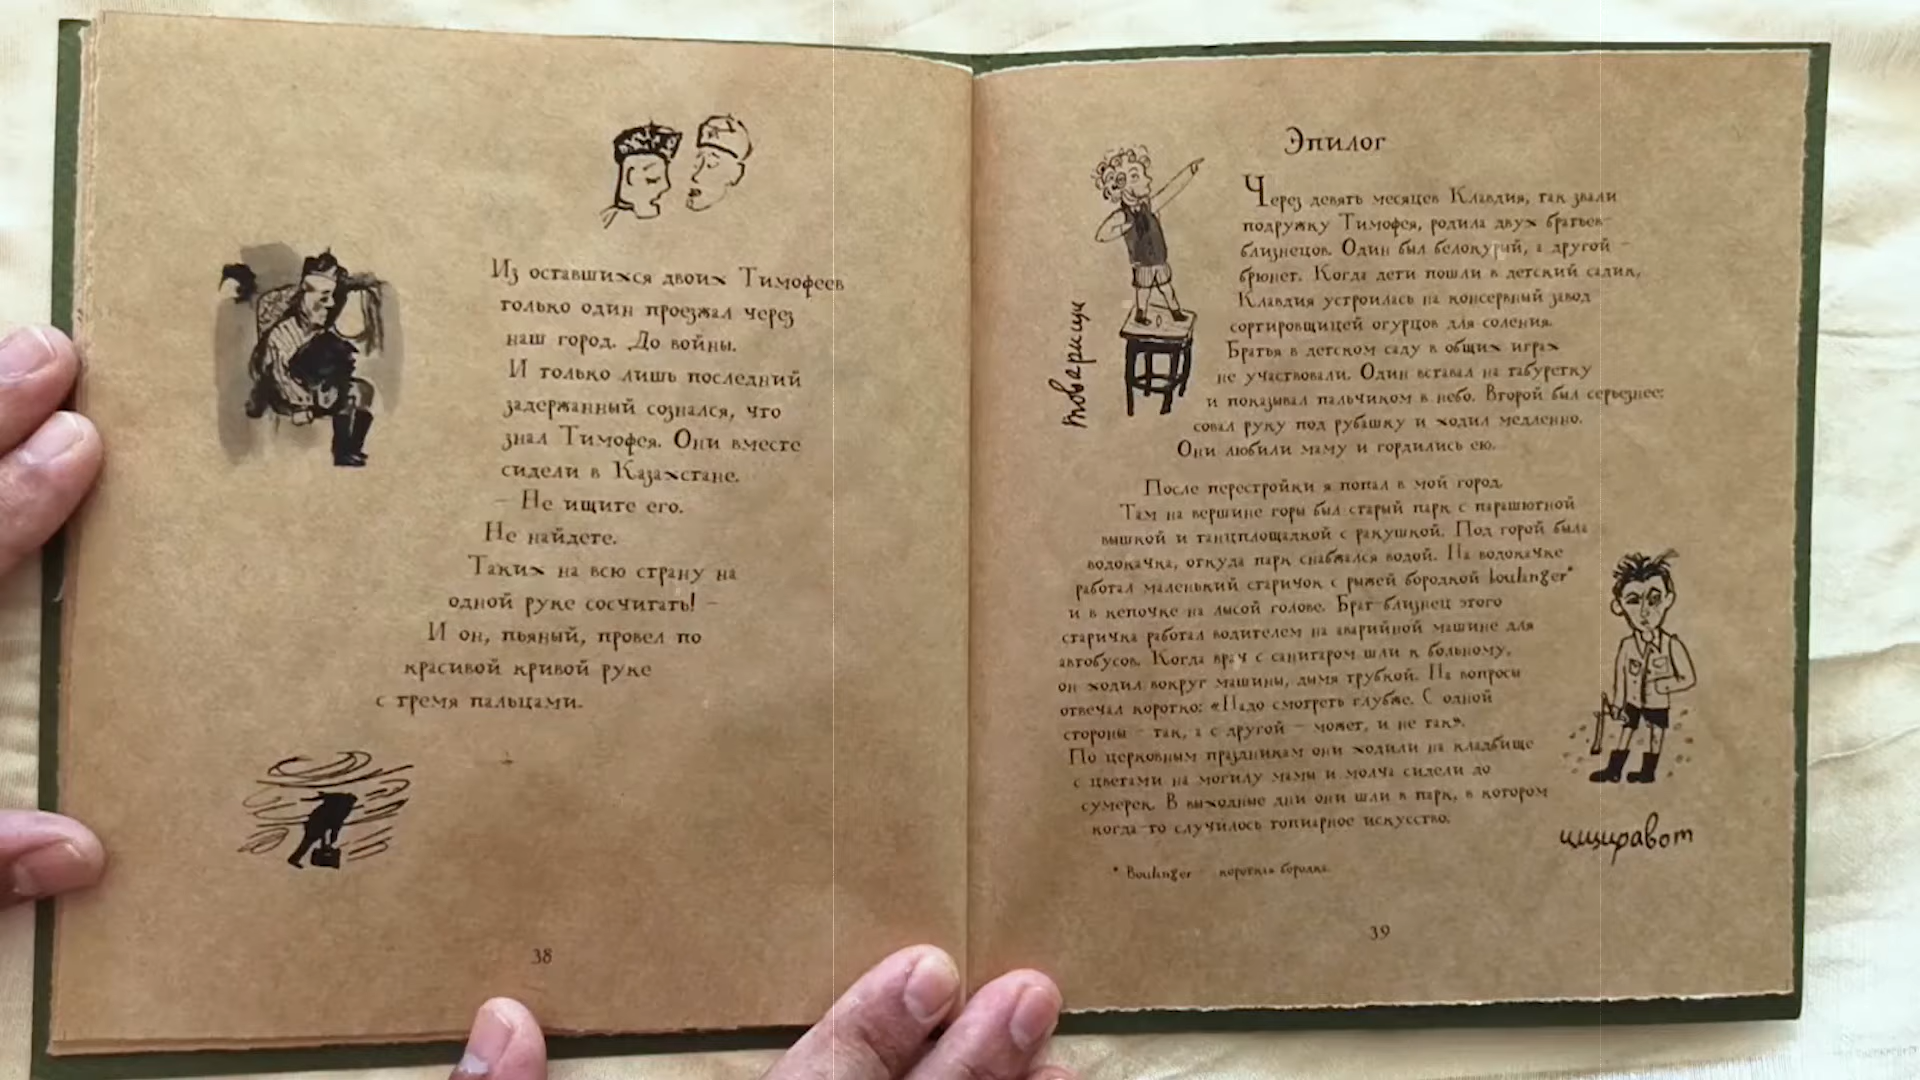 Из оставшихся двоих Тимофеев
только один проезжал через
наш город. До войны.
И только лишь последний
задержанный сознался, что
знал Тимофея. Они вместе
сидели в Казахстане.
– Не ищите его.
Не найдете.
Таких на всю страну на
одной руке сосчитать! –
И он, пьяный, провел по
красивой кривой руке
с тремя пальцами.
38
Эпилог
Через девять месяцев Клавдия, так звали
подружку Тимофея, родила двух братьев-
близнецов. Один был белокурый, а другой –
брюнет. Когда дети пошли в детский садик,
Клавдия устроилась на консервный завод
сортировщицей огурцов для соления.
Братья в детском саду в общих играх
не участвовали. Один вставал на табуретку
и показывал пальчиком в небо. Второй был серьезнее:
совал руку под рубашку и ходил медленно.
Они любили маму и гордились ею.
товарищи
После перестройки я попал в мой город.
Там на вершине горы был старый парк с парашютной
вышкой и танцплощадкой с ракушкой. Под горой была
водокачка, откуда парк снабжался водой. На водокачке
работал маленький старичок с рыжей бородкой boulanger*
и в кепочке на лысой голове. Брат-близнец этого
старичка работал водителем на аварийной машине для
автобусов. Когда врач с санитаром шли к больному,
он ходил вокруг машины, дымя трубкой. На вопросы
отвечал коротко: «Надо смотреть глубже. С одной
стороны – так, а с другой – может, и не так».
По церковным праздникам они ходили на кладбище
с цветами на могилу мамы и молча сидели до
сумерек. В выходные дни они шли в парк, в котором
когда-то случилось топиарное искусство.
ищиравот
* Boulanger – короткая бородка.
39